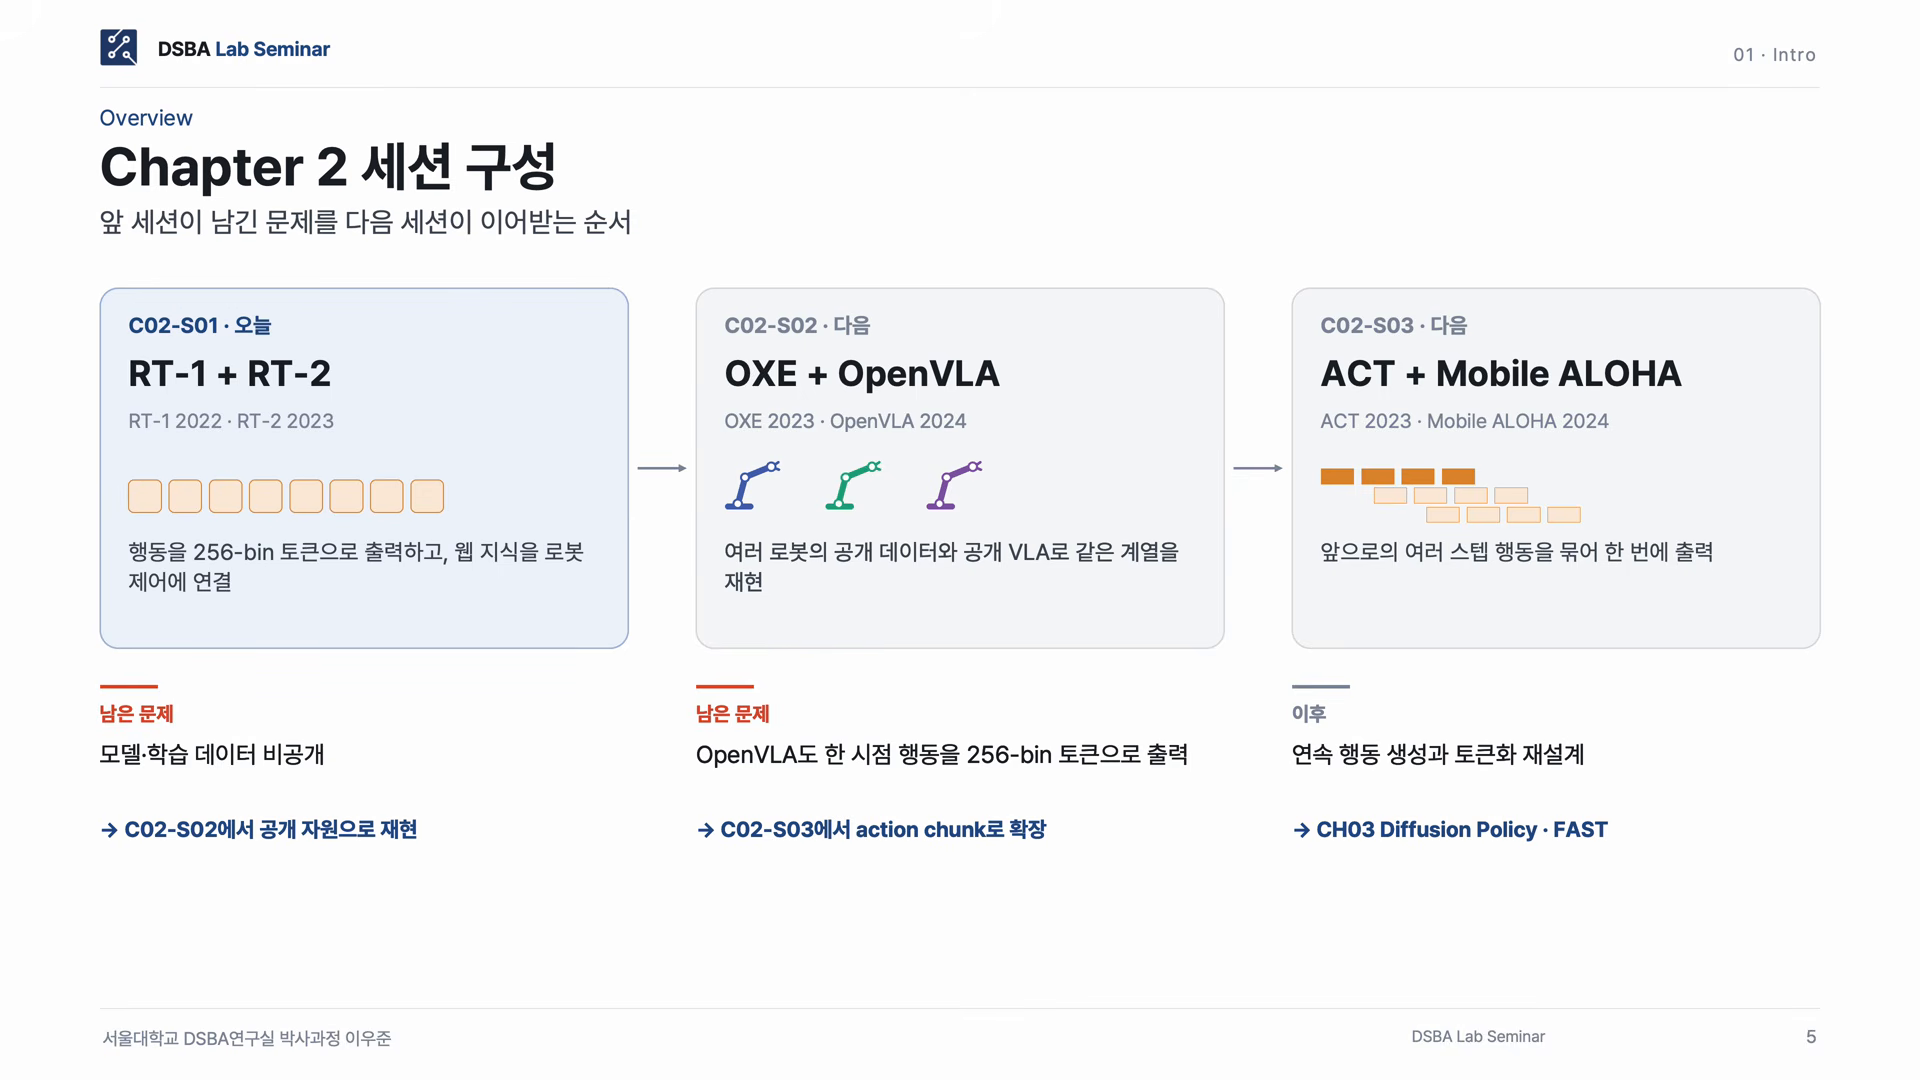 DSBA Lab Seminar
01 · Intro
Overview
Chapter 2 세션 구성
앞 세션이 남긴 문제를 다음 세션이 이어받는 순서
C02-S01 · 오늘
RT-1 + RT-2
RT-1 2022 · RT-2 2023
행동을 256-bin 토큰으로 출력하고, 웹 지식을 로봇
제어에 연결
C02-S02 · 다음
OXE + OpenVLA
OXE 2023 · OpenVLA 2024
여러 로봇의 공개 데이터와 공개 VLA로 같은 계열을
재현
C02-S03 · 다음
ACT + Mobile ALOHA
ACT 2023 · Mobile ALOHA 2024
앞으로의 여러 스텝 행동을 묶어 한 번에 출력
남은 문제
모델·학습 데이터 비공개
→ C02-S02에서 공개 자원으로 재현
남은 문제
OpenVLA도 한 시점 행동을 256-bin 토큰으로 출력
→ C02-S03에서 action chunk로 확장
이후
연속 행동 생성과 토큰화 재설계
→ CH03 Diffusion Policy · FAST
서울대학교 DSBA연구실 박사과정 이우준
DSBA Lab Seminar
5